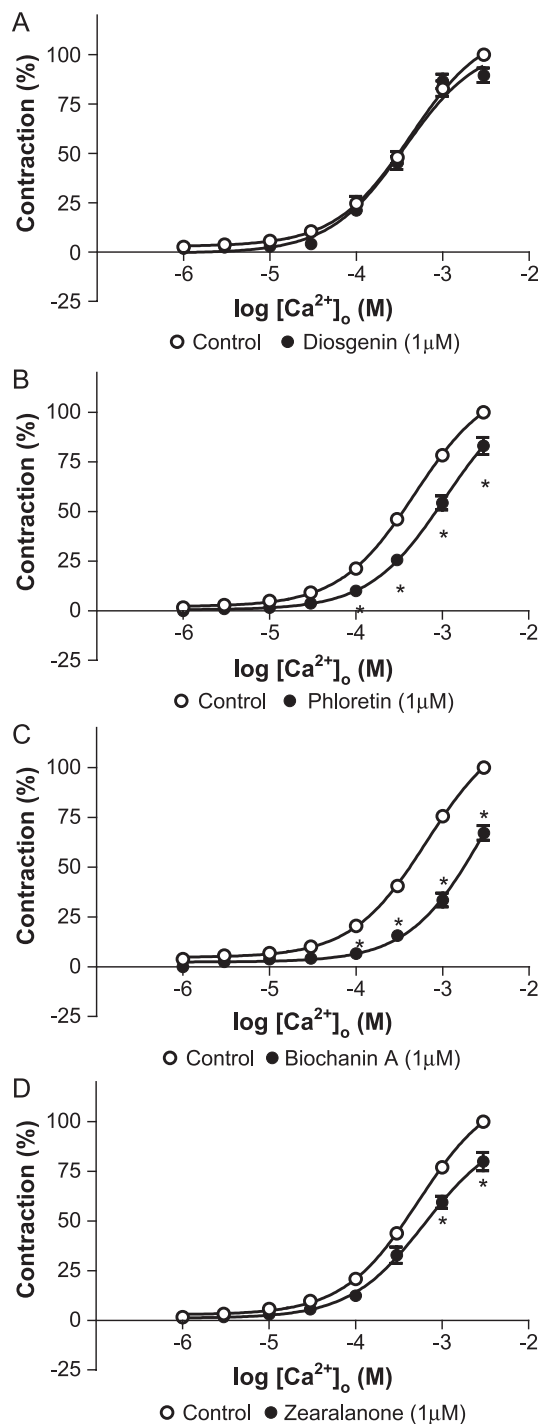 A
Contraction (%)
100
75
50
25
0
-25
-6 -5 -4 -3 -2
log [Ca²⁺]ₒ (M)
Control Diosgenin (1μM)
B
Contraction (%)
100
75
50
25
0
-25
-6 -5 -4 -3 -2
* * * *
log [Ca²⁺]ₒ (M)
Control Phloretin (1μM)
C
Contraction (%)
100
75
50
25
0
-25
* * * * *
-6 -5 -4 -3 -2
log [Ca²⁺]ₒ (M)
Control Biochanin A (1μM)
D
Contraction (%)
100
75
50
25
0
-25
* *
-6 -5 -4 -3 -2
log [Ca²⁺]ₒ (M)
Control Zearalanone (1μM)